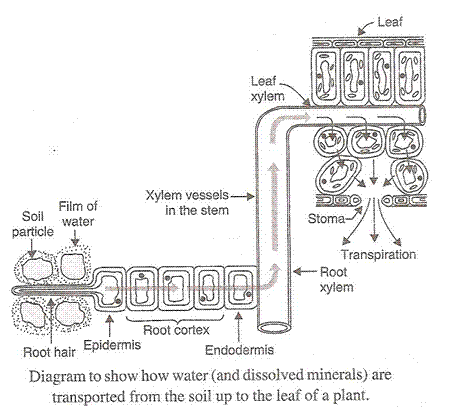 Leaf
Leaf
xylem
Xylem vessels
in the stem
Film of
water
Soil
particle
Stoma
Transpiration
Root
xylem
Root cortex
Epidermis
Endodermis
Root hair
Diagram to show how water (and dissolved minerals) are
transported from the soil up to the leaf of a plant.